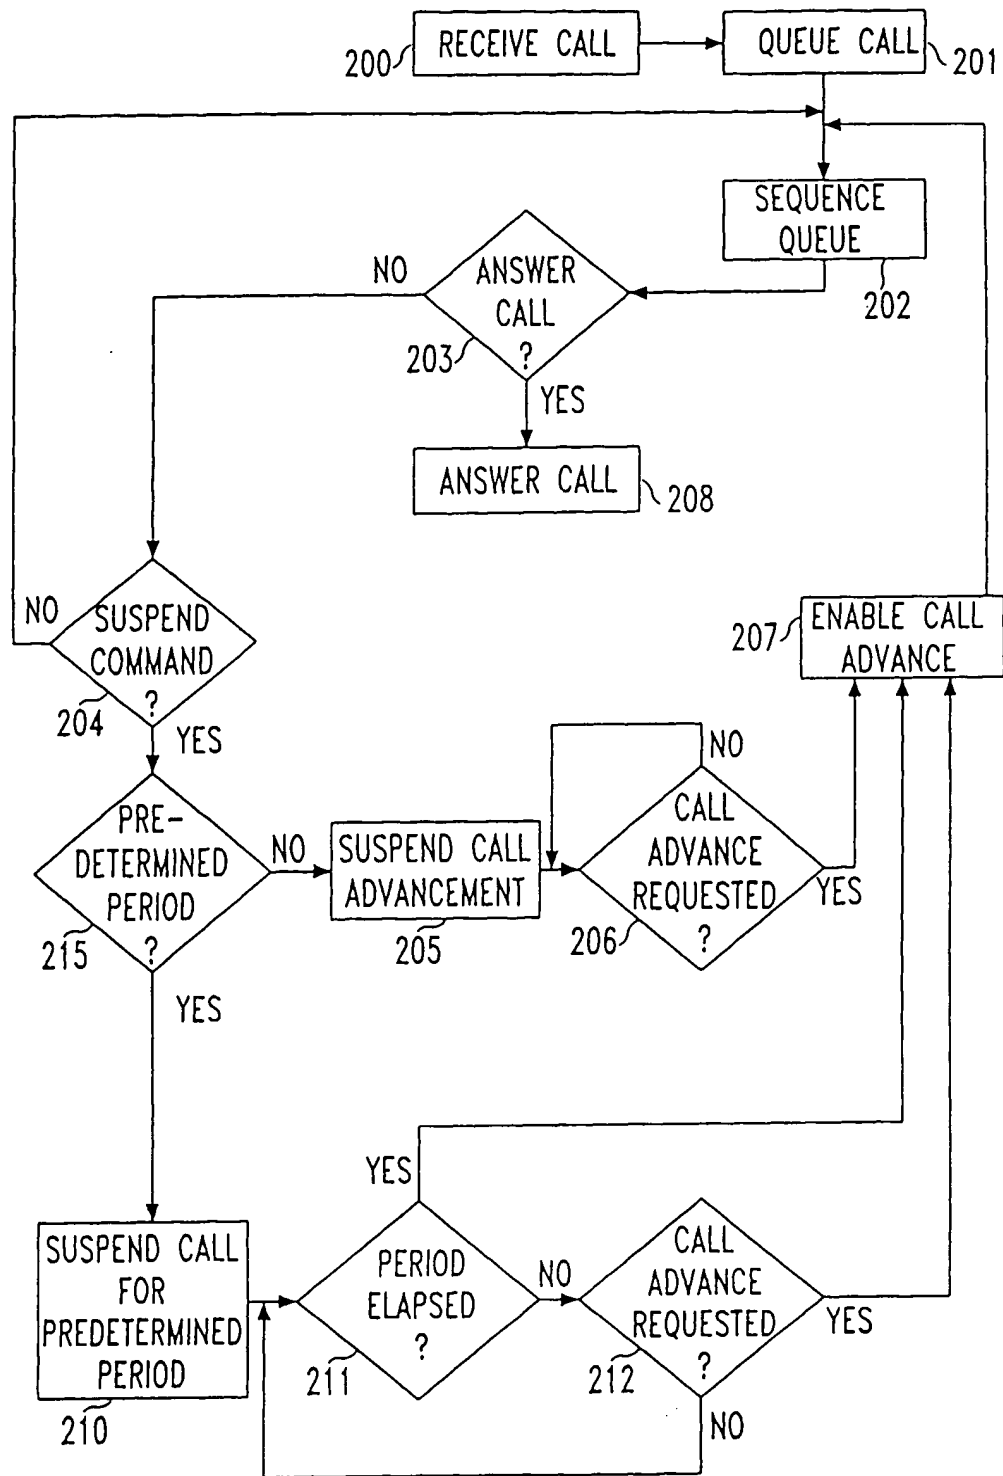 RECEIVE CALL
200
QUEUE CALL
201
SEQUENCE
QUEUE
202
ANSWER
CALL
?
203
NO
YES
ANSWER CALL
208
SUSPEND
COMMAND
?
204
NO
YES
ENABLE CALL
ADVANCE
207
PRE-
DETERMINED
PERIOD
?
215
NO
YES
SUSPEND CALL
ADVANCEMENT
205
CALL
ADVANCE
REQUESTED
?
206
NO
YES
SUSPEND CALL
FOR
PREDETERMINED
PERIOD
210
PERIOD
ELAPSED
?
211
YES
NO
CALL
ADVANCE
REQUESTED
?
212
YES
NO